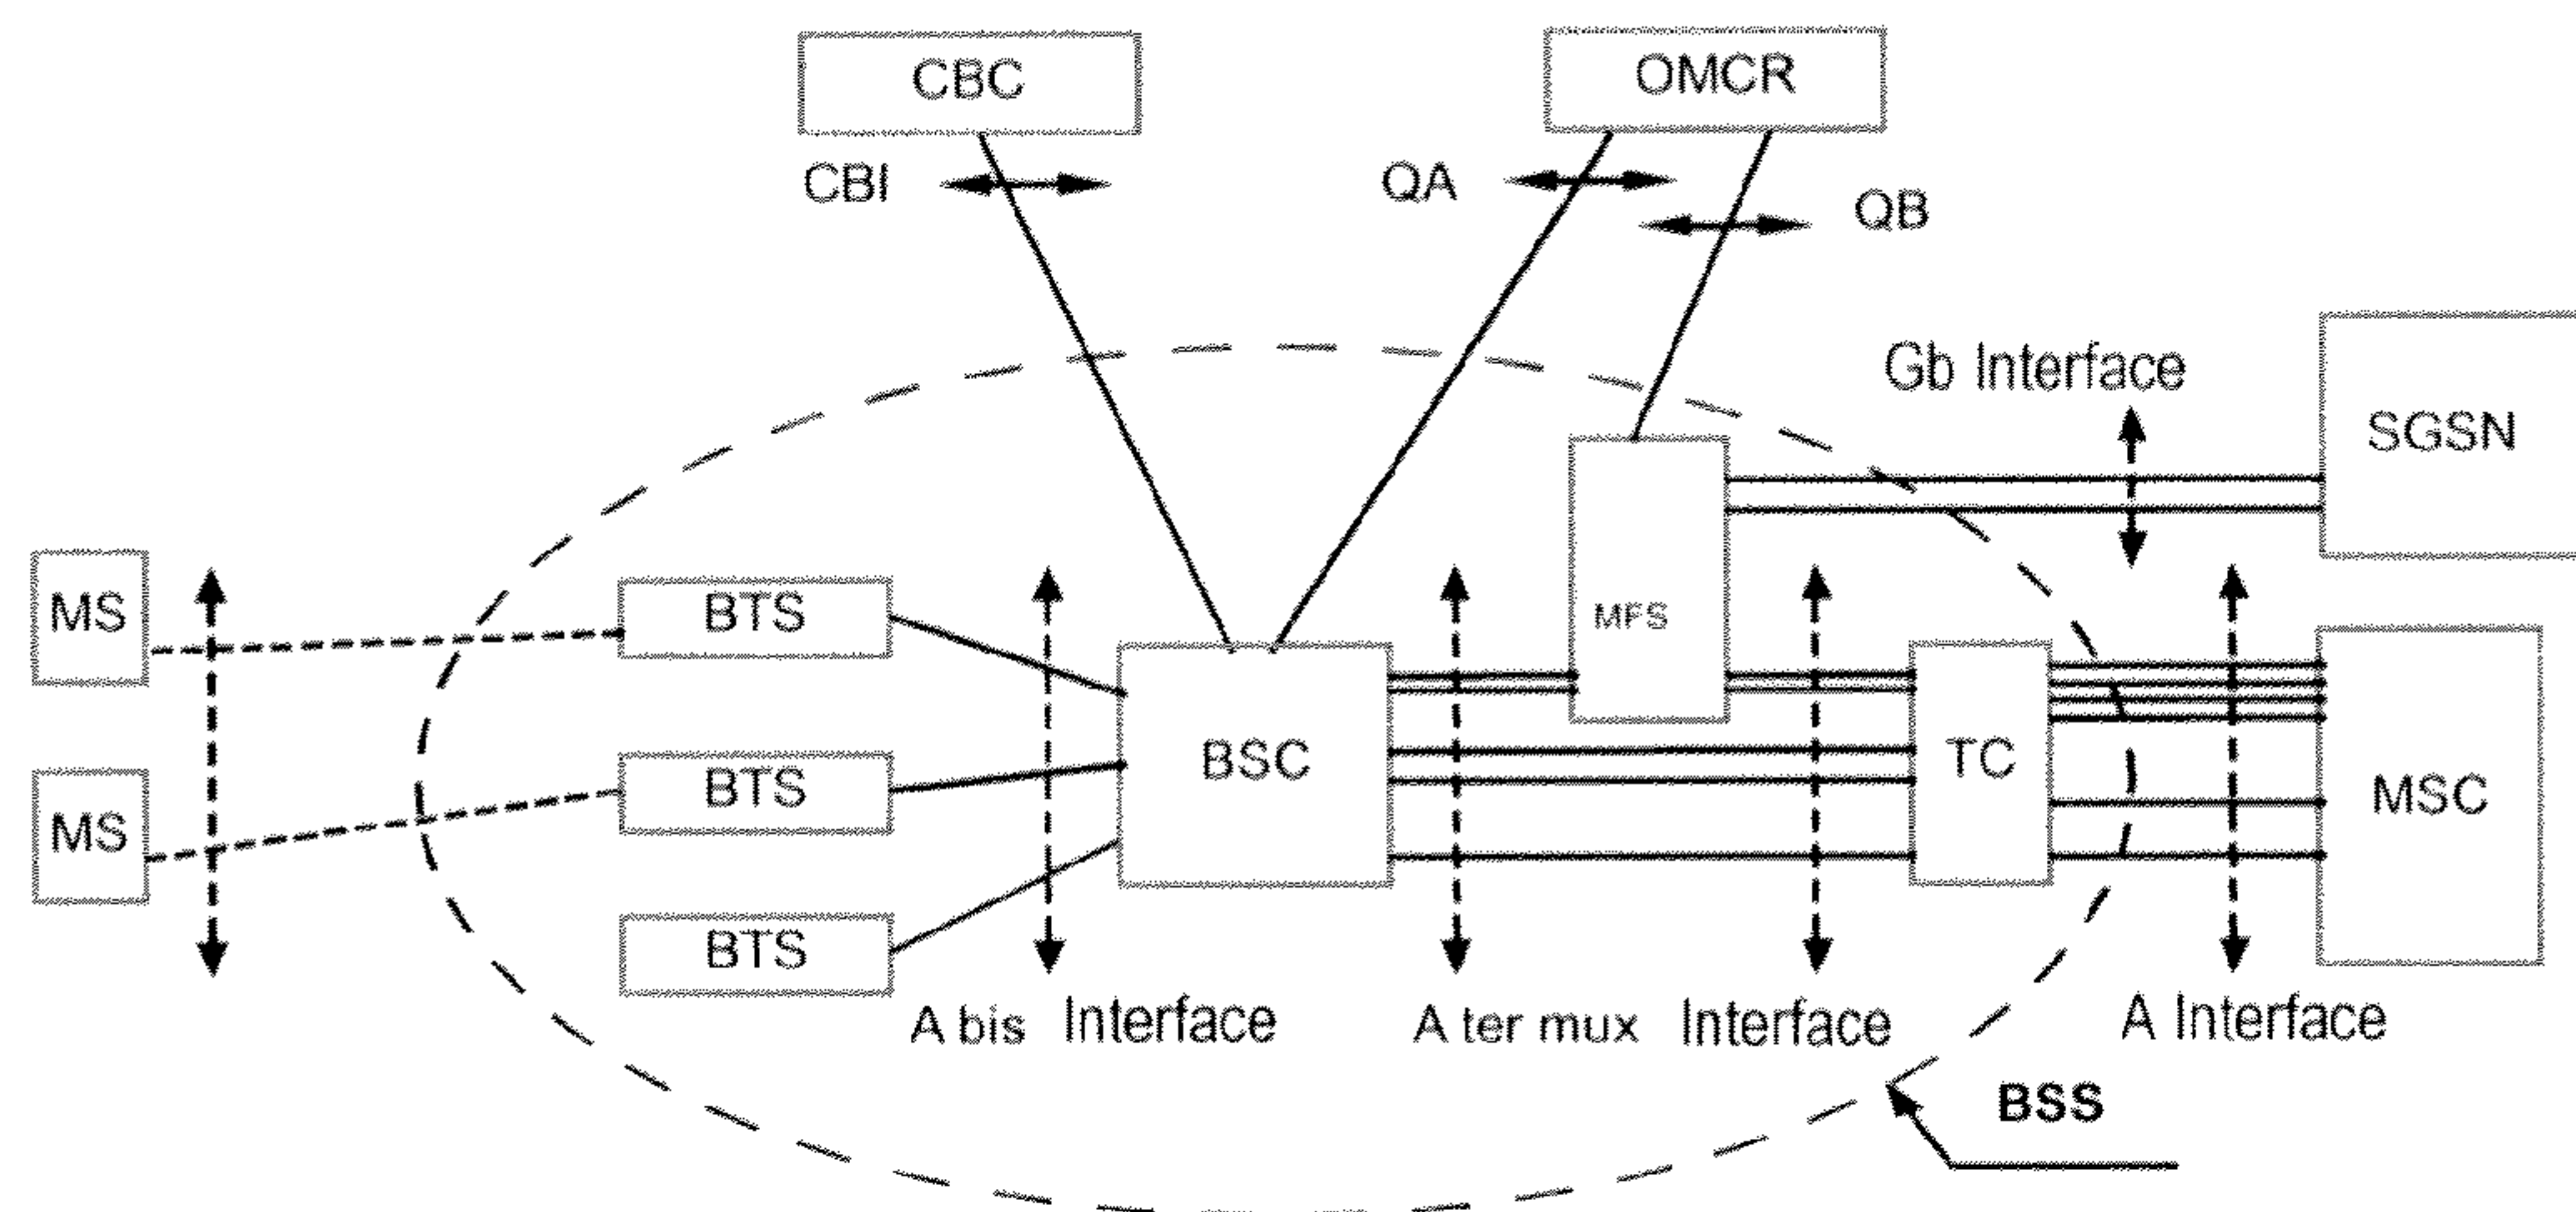 CBC
OMCR
CBI
QA
QB
Gb Interface
SGSN
MS
BTS
MFS
BSC
TC
MSC
MS
BTS
BTS
A bis Interface
A ter mux Interface
A Interface
BSS